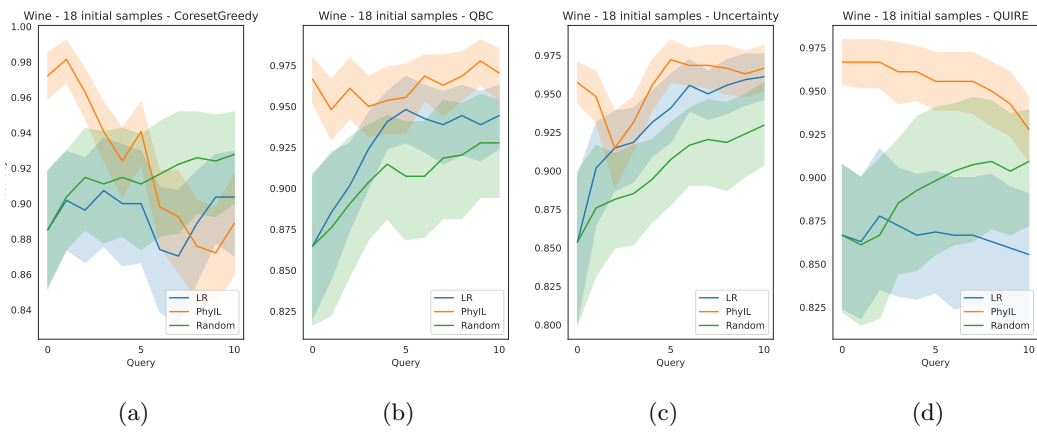 Wine - 18 initial samples - CoresetGreedy
1.00
0.98
0.96
0.94
0.92
0.90
0.88
0.86
0.84
0
5
10
Query
LR
PhyIL
Random
(a)
Wine - 18 initial samples - QBC
0.975
0.950
0.925
0.900
0.875
0.850
0.825
0
5
10
Query
LR
PhyIL
Random
(b)
Wine - 18 initial samples - Uncertainty
0.975
0.950
0.925
0.900
0.875
0.850
0.825
0.800
0
5
10
Query
LR
PhyIL
Random
(c)
Wine - 18 initial samples - QUIRE
0.975
0.950
0.925
0.900
0.875
0.850
0.825
0
5
10
Query
LR
PhyIL
Random
(d)